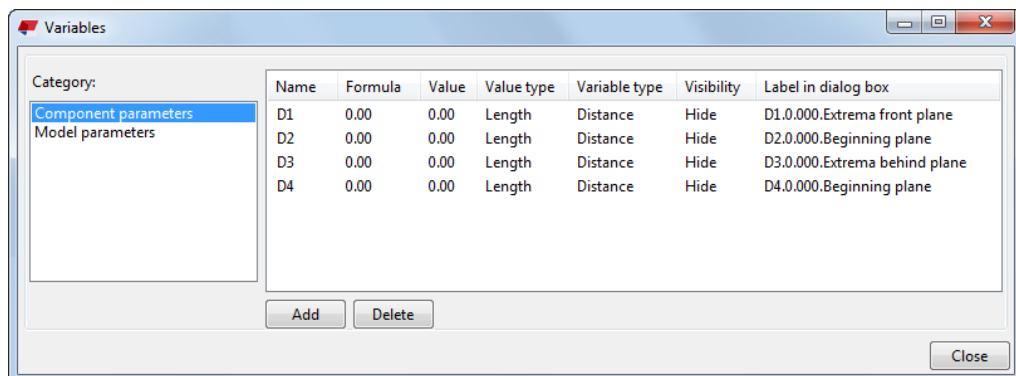 Variables
Category:
Component parameters
Model parameters
Name Formula Value Value type Variable type Visibility Label in dialog box
D1 0.00 0.00 Length Distance Hide D1.0.000.Extrema front plane
D2 0.00 0.00 Length Distance Hide D2.0.000.Beginning plane
D3 0.00 0.00 Length Distance Hide D3.0.000.Extrema behind plane
D4 0.00 0.00 Length Distance Hide D4.0.000.Beginning plane
Add Delete
Close